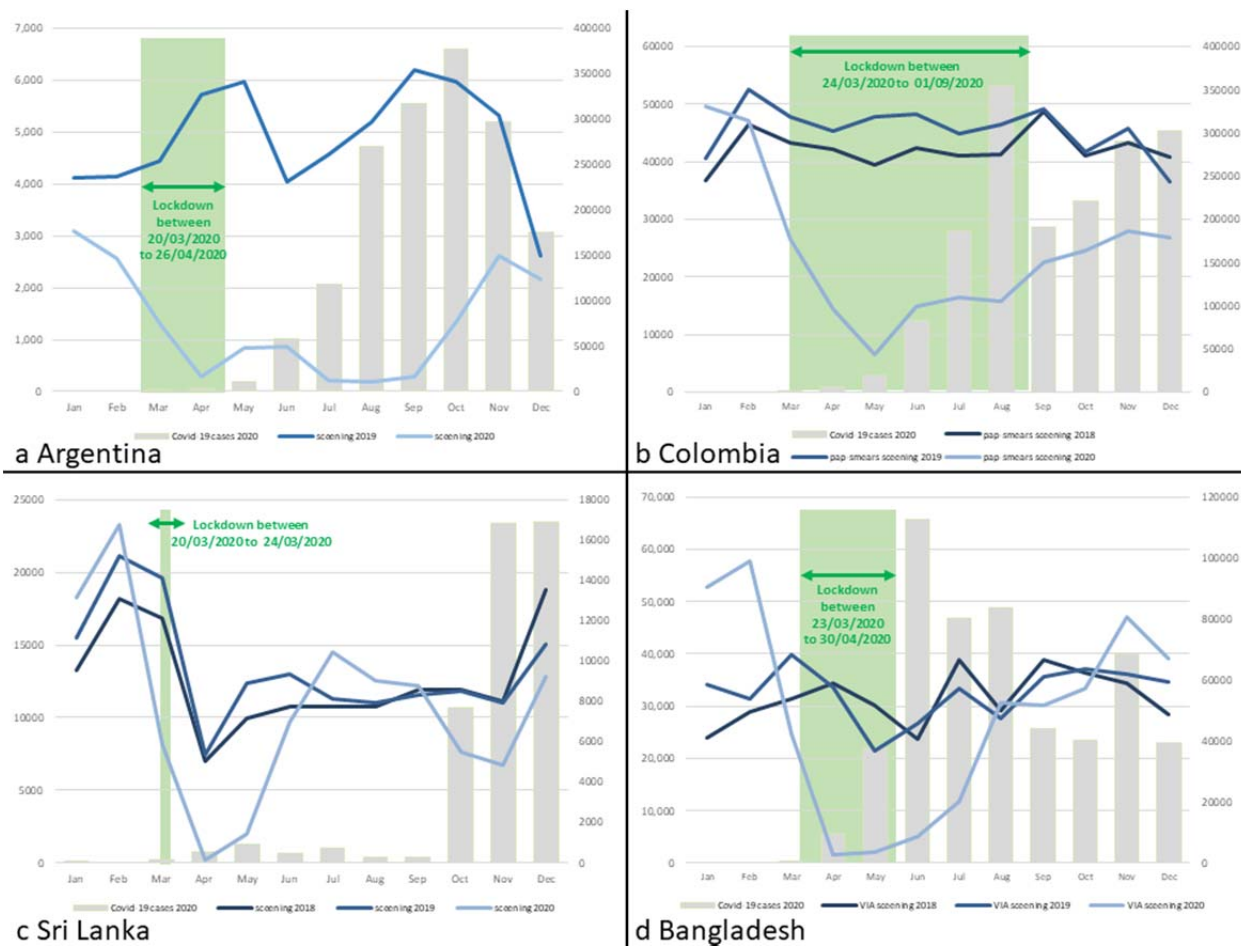 7,000
6,000
5,000
4,000
3,000
2,000
1,000
0
400000
350000
300000
250000
200000
150000
100000
50000
0
Lockdown
between
20/03/2020
to 26/04/2020
Jan Feb Mar Apr May Jun Jul Aug Sep Oct Nov Dec
Covid 19 cases 2020 sceening 2019 sceening 2020
a Argentina
60000
50000
40000
30000
20000
10000
0
400000
350000
300000
250000
200000
150000
100000
50000
0
Lockdown between
24/03/2020 to 01/09/2020
Jan Feb Mar Apr May Jun Jul Aug Sep Oct Nov Dec
Covid 19 cases 2020 pap smears sceening 2018
pap smears sceening 2019 pap smears sceening 2020
b Colombia
25000
20000
15000
10000
5000
0
18000
16000
14000
12000
10000
8000
6000
4000
2000
0
Lockdown between
20/03/2020 to 24/03/2020
Jan Feb Mar Apr May Jun Jul Aug Sep Oct Nov Dec
Covid 19 cases 2020 sceening 2018 sceening 2019 sceening 2020
c Sri Lanka
70,000
60,000
50,000
40,000
30,000
20,000
10,000
0
120000
100000
80000
60000
40000
20000
0
Lockdown
between
23/03/2020
to 30/04/2020
Jan Feb Mar Apr May Jun Jul Aug Sep Oct Nov Dec
Covid 19 cases 2020 VIA sceening 2018 VIA sceening 2019 VIA sceening 2020
d Bangladesh